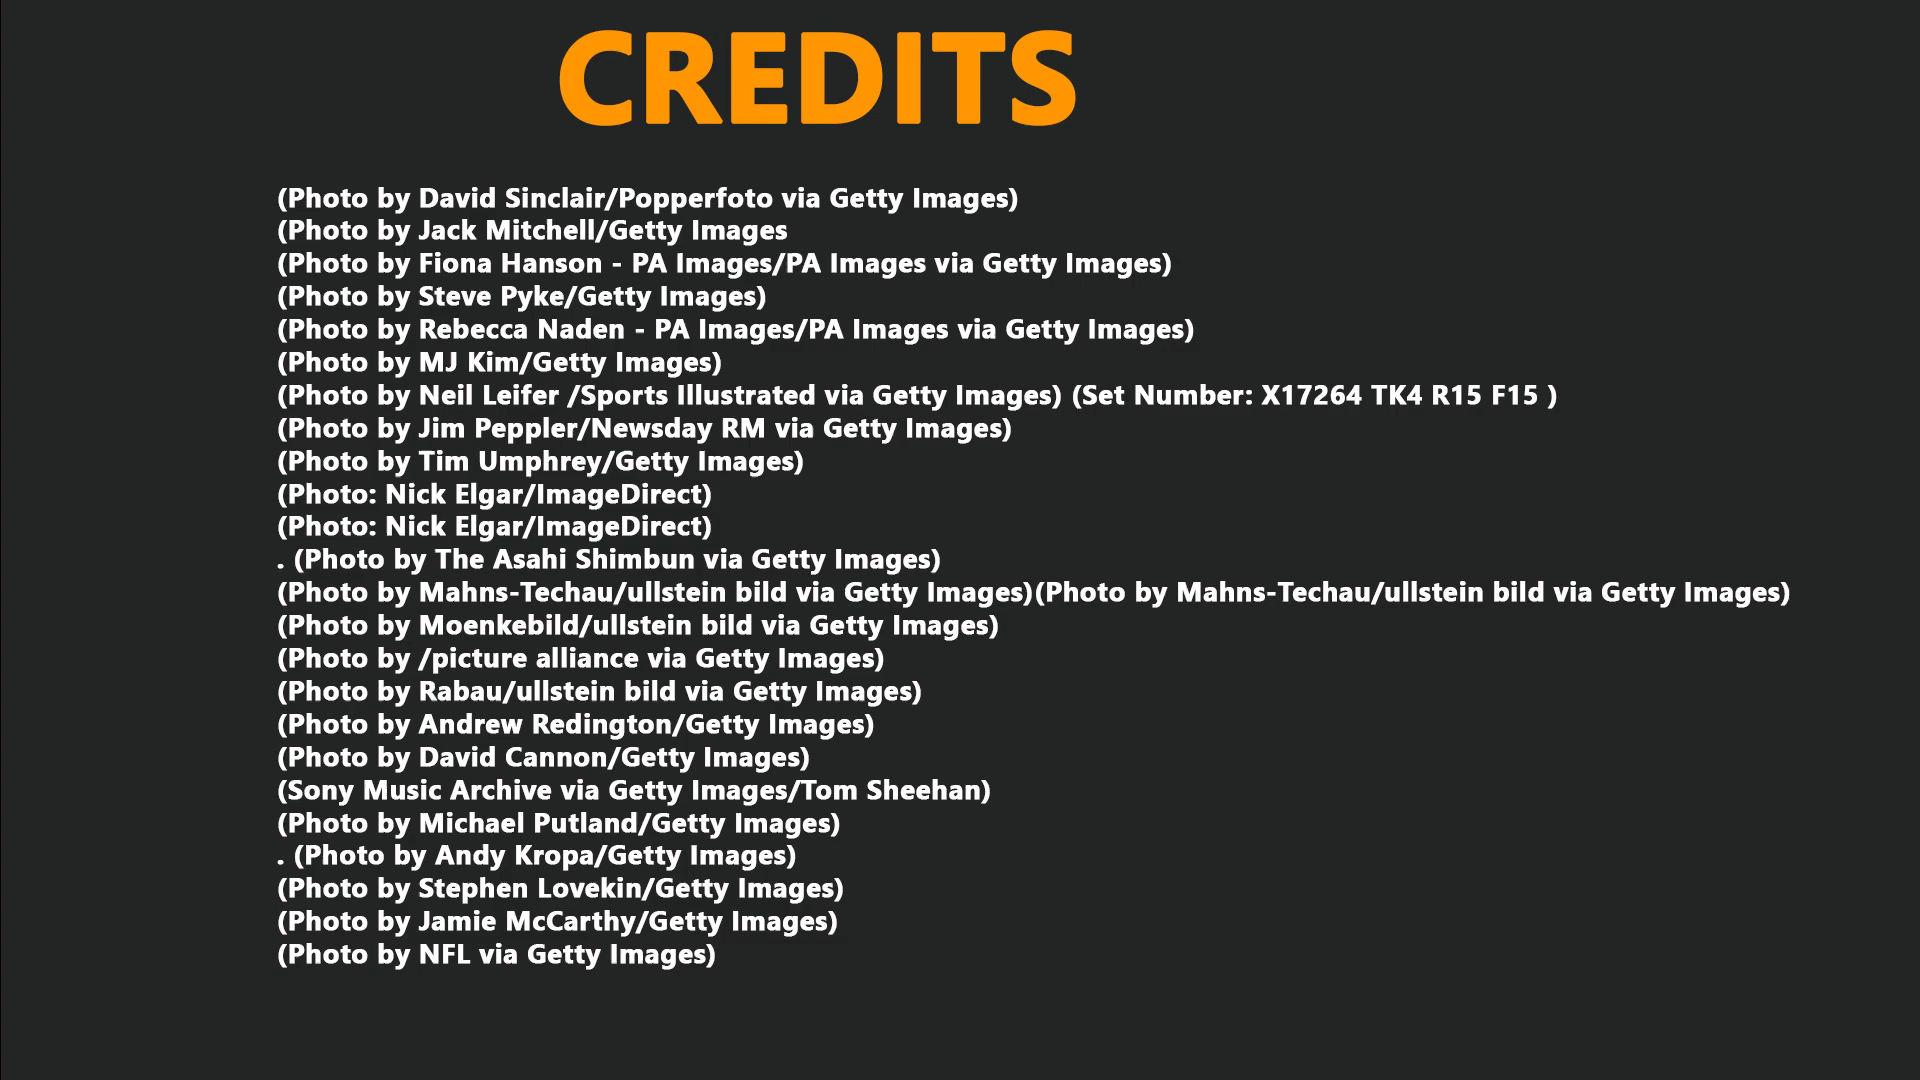 CREDITS
(Photo by David Sinclair/Popperfoto via Getty Images)
(Photo by Jack Mitchell/Getty Images
(Photo by Fiona Hanson - PA Images/PA Images via Getty Images)
(Photo by Steve Pyke/Getty Images)
(Photo by Rebecca Naden - PA Images/PA Images via Getty Images)
(Photo by MJ Kim/Getty Images)
(Photo by Neil Leifer /Sports Illustrated via Getty Images) (Set Number: X17264 TK4 R15 F15 )
(Photo by Jim Peppler/Newsday RM via Getty Images)
(Photo by Tim Umphrey/Getty Images)
(Photo: Nick Elgar/ImageDirect)
(Photo: Nick Elgar/ImageDirect)
. (Photo by The Asahi Shimbun via Getty Images)
(Photo by Mahns-Techau/ullstein bild via Getty Images)(Photo by Mahns-Techau/ullstein bild via Getty Images)
(Photo by Moenkebild/ullstein bild via Getty Images)
(Photo by /picture alliance via Getty Images)
(Photo by Rabau/ullstein bild via Getty Images)
(Photo by Andrew Redington/Getty Images)
(Photo by David Cannon/Getty Images)
(Sony Music Archive via Getty Images/Tom Sheehan)
(Photo by Michael Putland/Getty Images)
. (Photo by Andy Kropa/Getty Images)
(Photo by Stephen Lovekin/Getty Images)
(Photo by Jamie McCarthy/Getty Images)
(Photo by NFL via Getty Images)